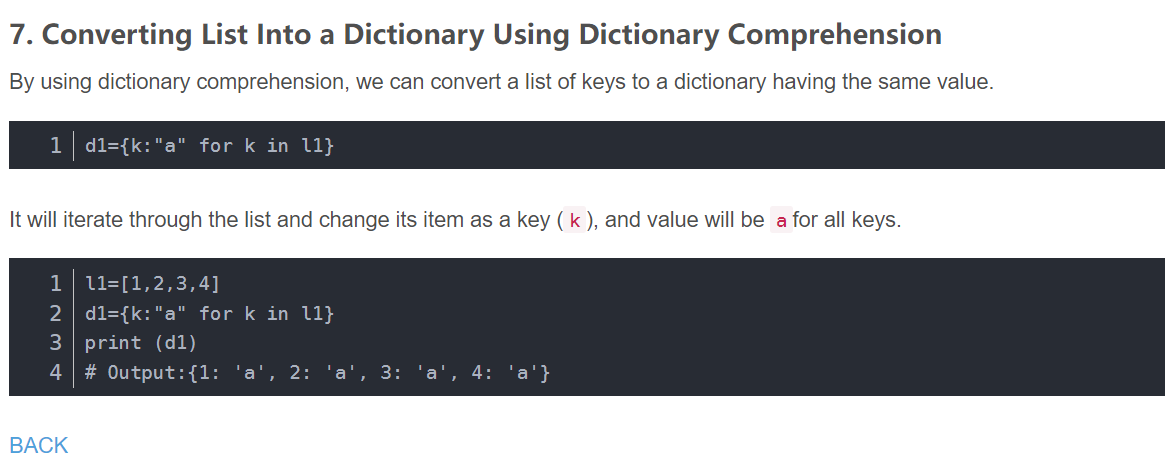 7. Converting List Into a Dictionary Using Dictionary Comprehension
By using dictionary comprehension, we can convert a list of keys to a dictionary having the same value.
1 d1={k:"a" for k in l1}
It will iterate through the list and change its item as a key ( k ), and value will be a for all keys.
1 l1=[1,2,3,4]
2 d1={k:"a" for k in l1}
3 print (d1)
4 # Output:{1: 'a', 2: 'a', 3: 'a', 4: 'a'}
BACK